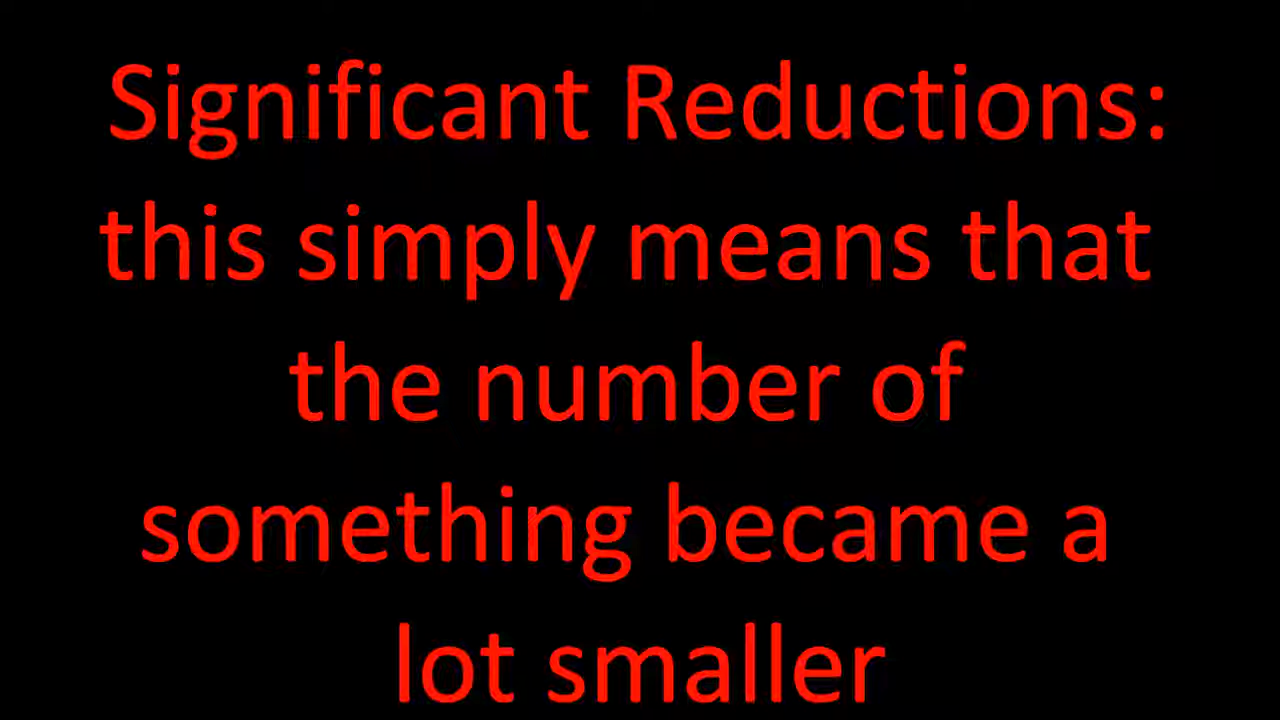 Significant Reductions:
this simply means that
the number of
something became a
lot smaller